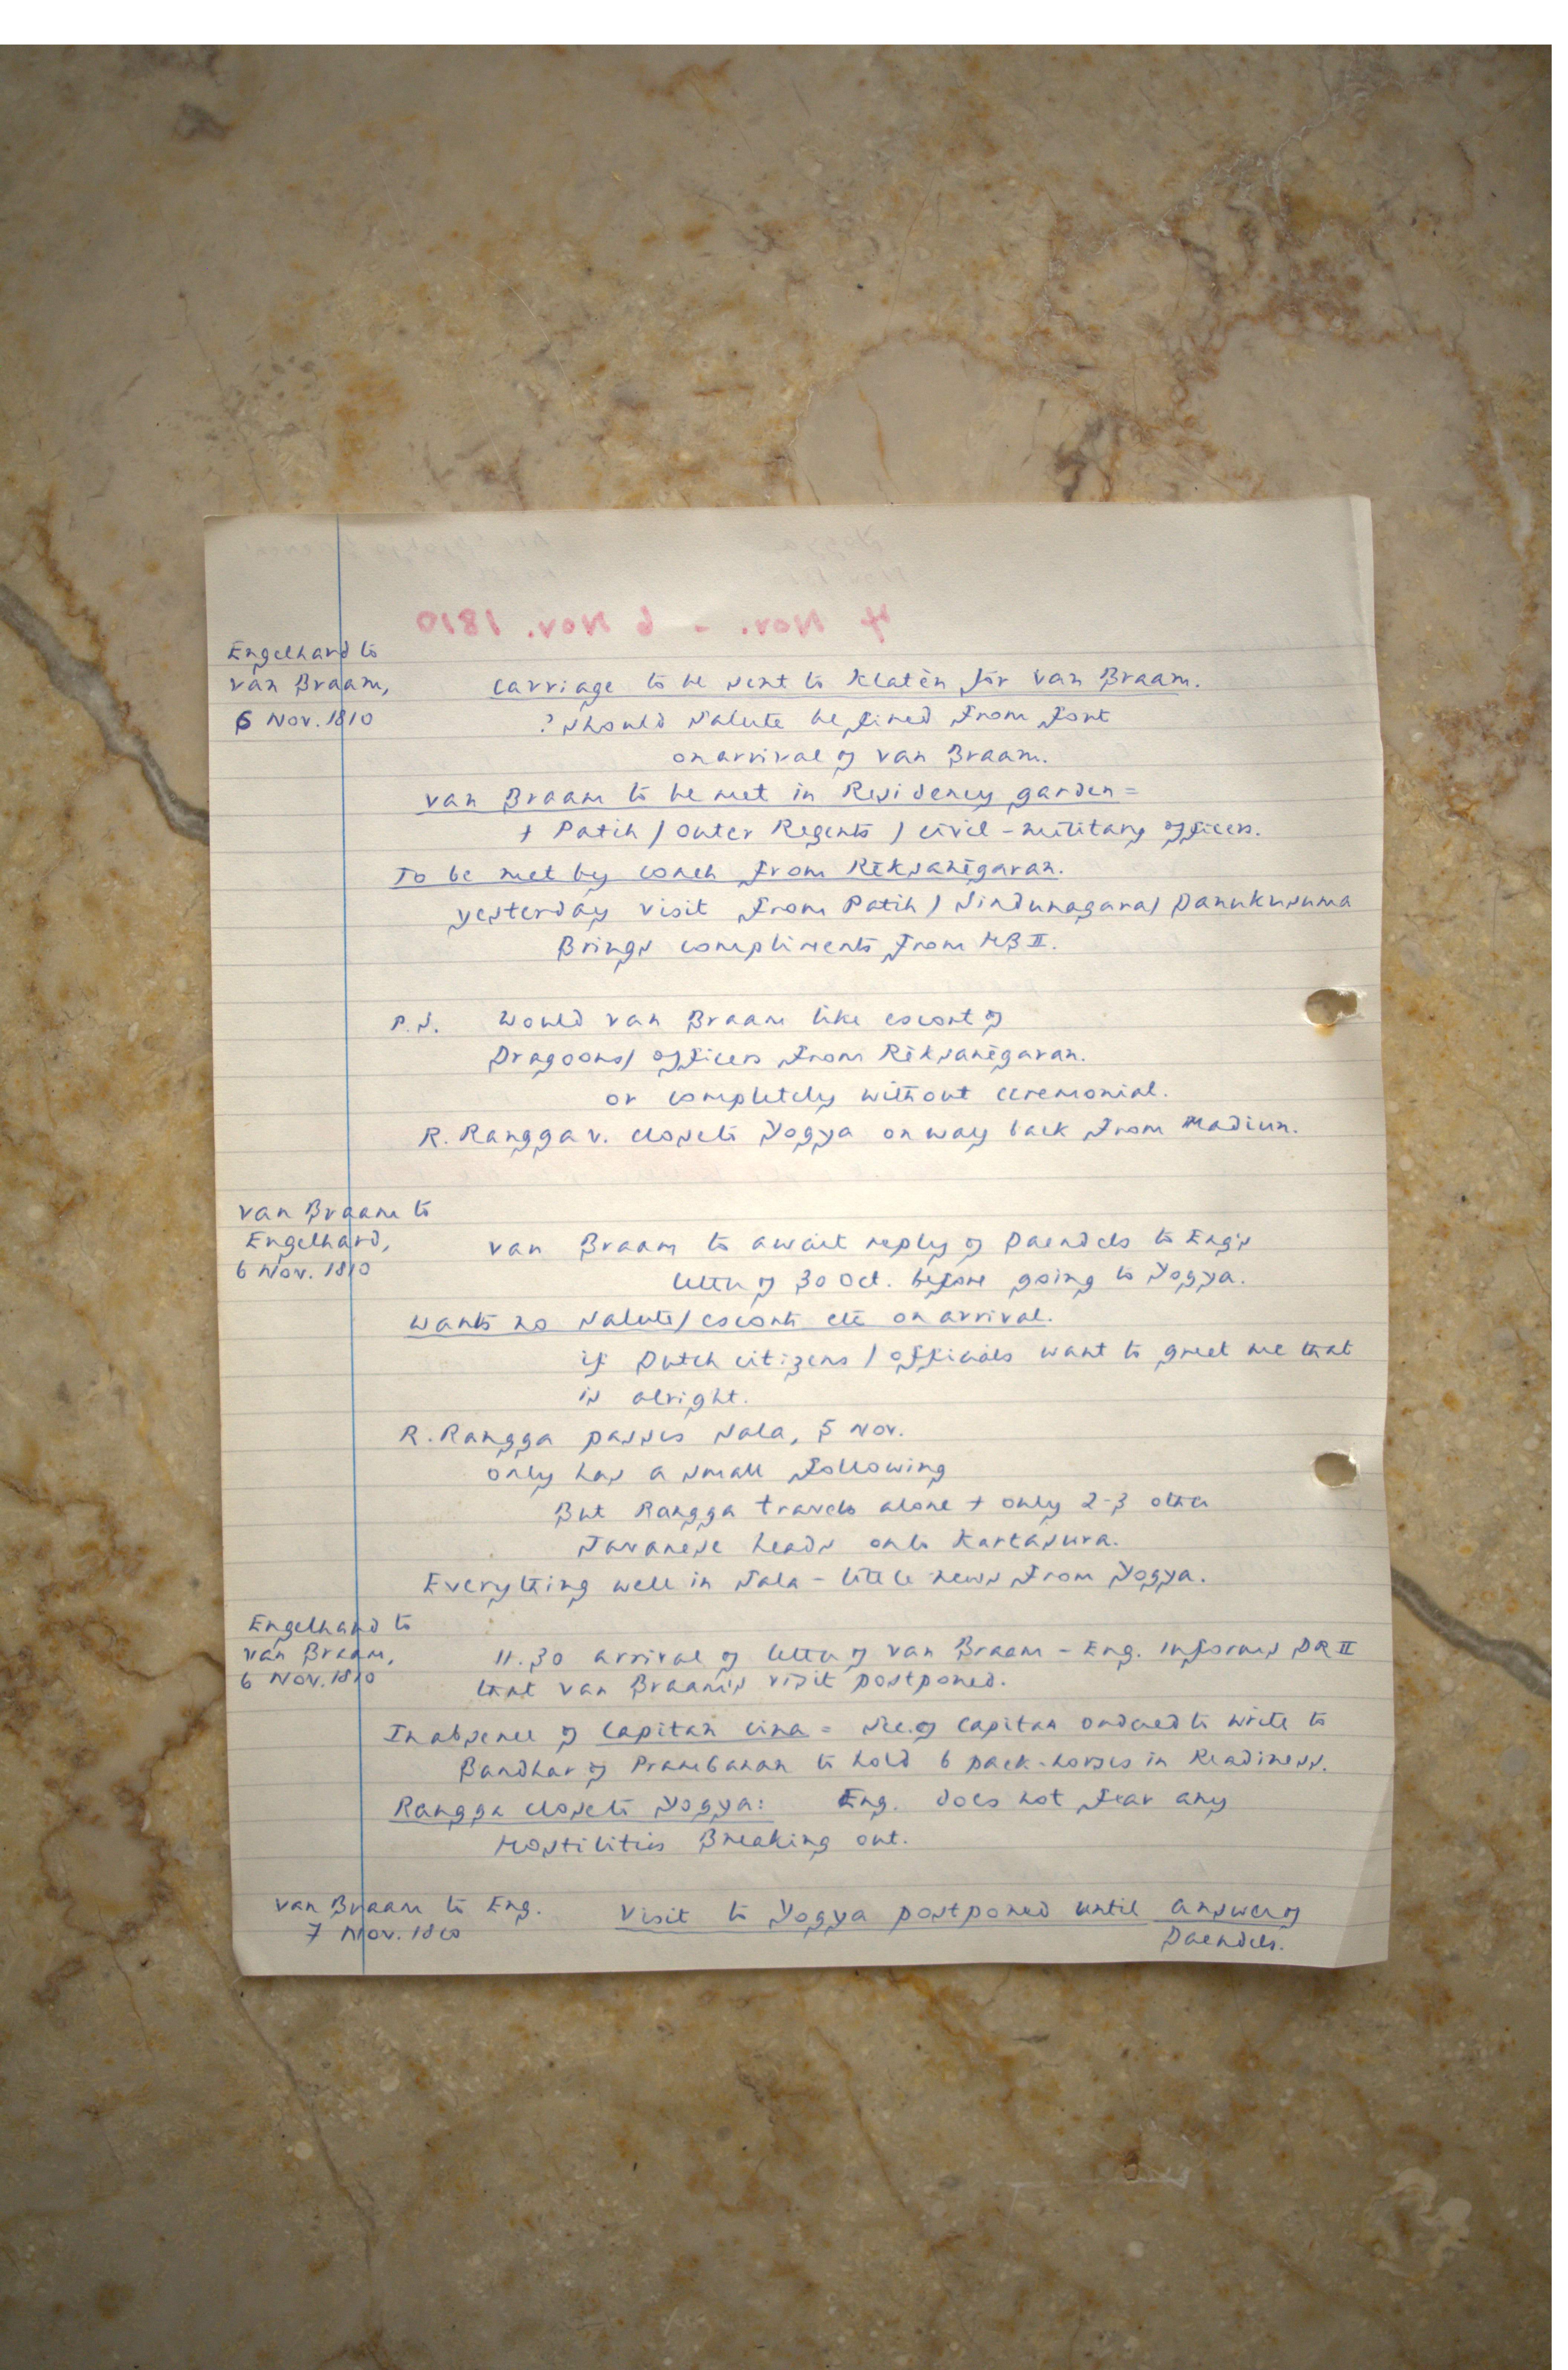 4 Nov. - 6 Nov. 1810
Engelhard to
van Braam,
6 Nov. 1810
Carriage to be sent to Klatèn for van Braam.
? Should salute be fired from fort
on arrival of van Braam.
van Braam to be met in Residency garden =
+ Patih / Outer Regents / civil-military officers.
To be met by coach from Rĕksanĕgaran.
yesterday visit from Patih / Sindunagara / Danukusuma
Brings compliments from HB II.
P.S. Would van Braam like escort of
Dragoons / officers from Rĕksanĕgaran.
or completely without ceremonial.
R. Rangga v. close to Yogya on way back from Madiun.
van Braam to
Engelhard,
6 Nov. 1810
van Braam to await reply of Daendels to Eng's
letter of 30 Oct. before going to Yogya.
Wants no salute / escort etc on arrival.
if Dutch citizens / officials want to greet me that
is alright.
R. Rangga passes Sala, 5 Nov.
only has a small following
But Rangga travels alone + only 2-3 other
Javanese heads onto Kartasura.
Everything well in Sala - little news from Yogya.
Engelhard to
van Braam,
6 Nov. 1810
11.30 arrival of letter of van Braam - Eng. informs DR II
that van Braam's visit postponed.
In absence of Capitan Cina = Sec. of Capitan ordered to write to
Bandhar of Prambanan to hold 6 pack-horses in Readiness.
Rangga close to Yogya: Eng. does not fear any
Hostilities Breaking out.
van Braam to Eng.
7 Nov. 1810
Visit to Yogya postponed until answer of
Daendels.